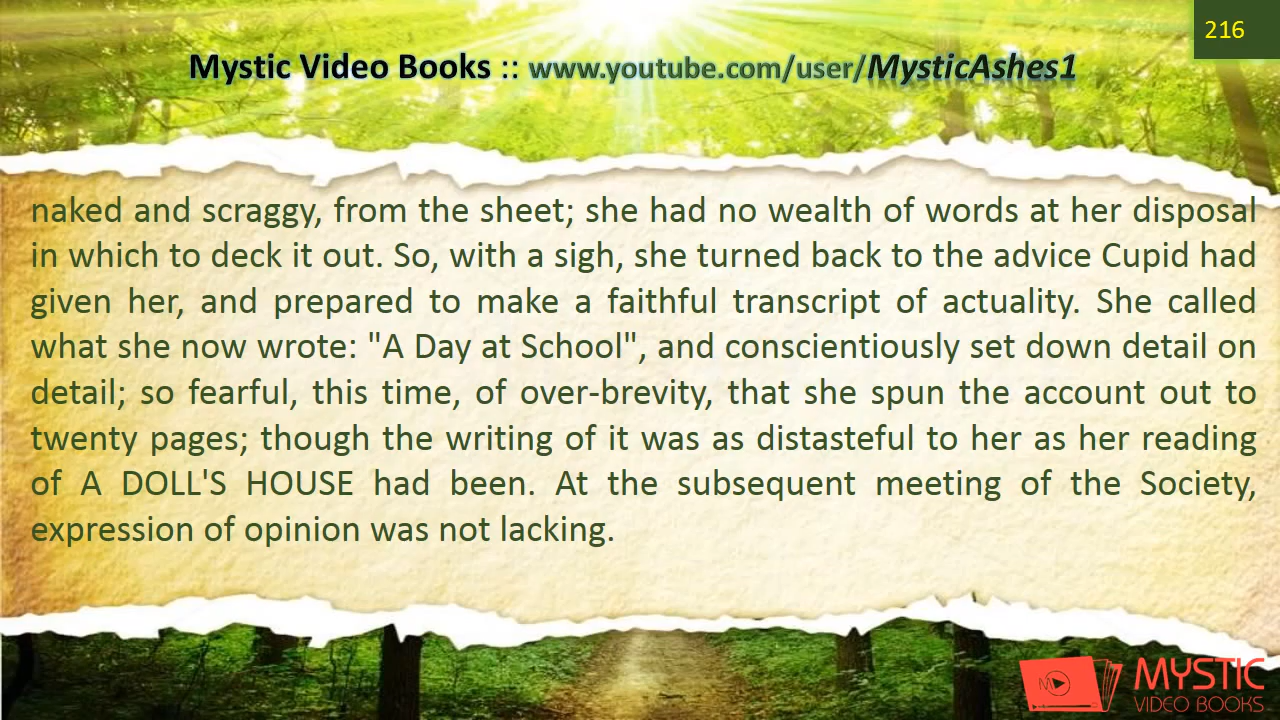 216
Mystic Video Books :: www.youtube.com/user/MysticAshes1
naked and scraggy, from the sheet; she had no wealth of words at her disposal
in which to deck it out. So, with a sigh, she turned back to the advice Cupid had
given her, and prepared to make a faithful transcript of actuality. She called
what she now wrote: "A Day at School", and conscientiously set down detail on
detail; so fearful, this time, of over-brevity, that she spun the account out to
twenty pages; though the writing of it was as distasteful to her as her reading
of A DOLL'S HOUSE had been. At the subsequent meeting of the Society,
expression of opinion was not lacking.
MYSTIC
VIDEO BOOKS